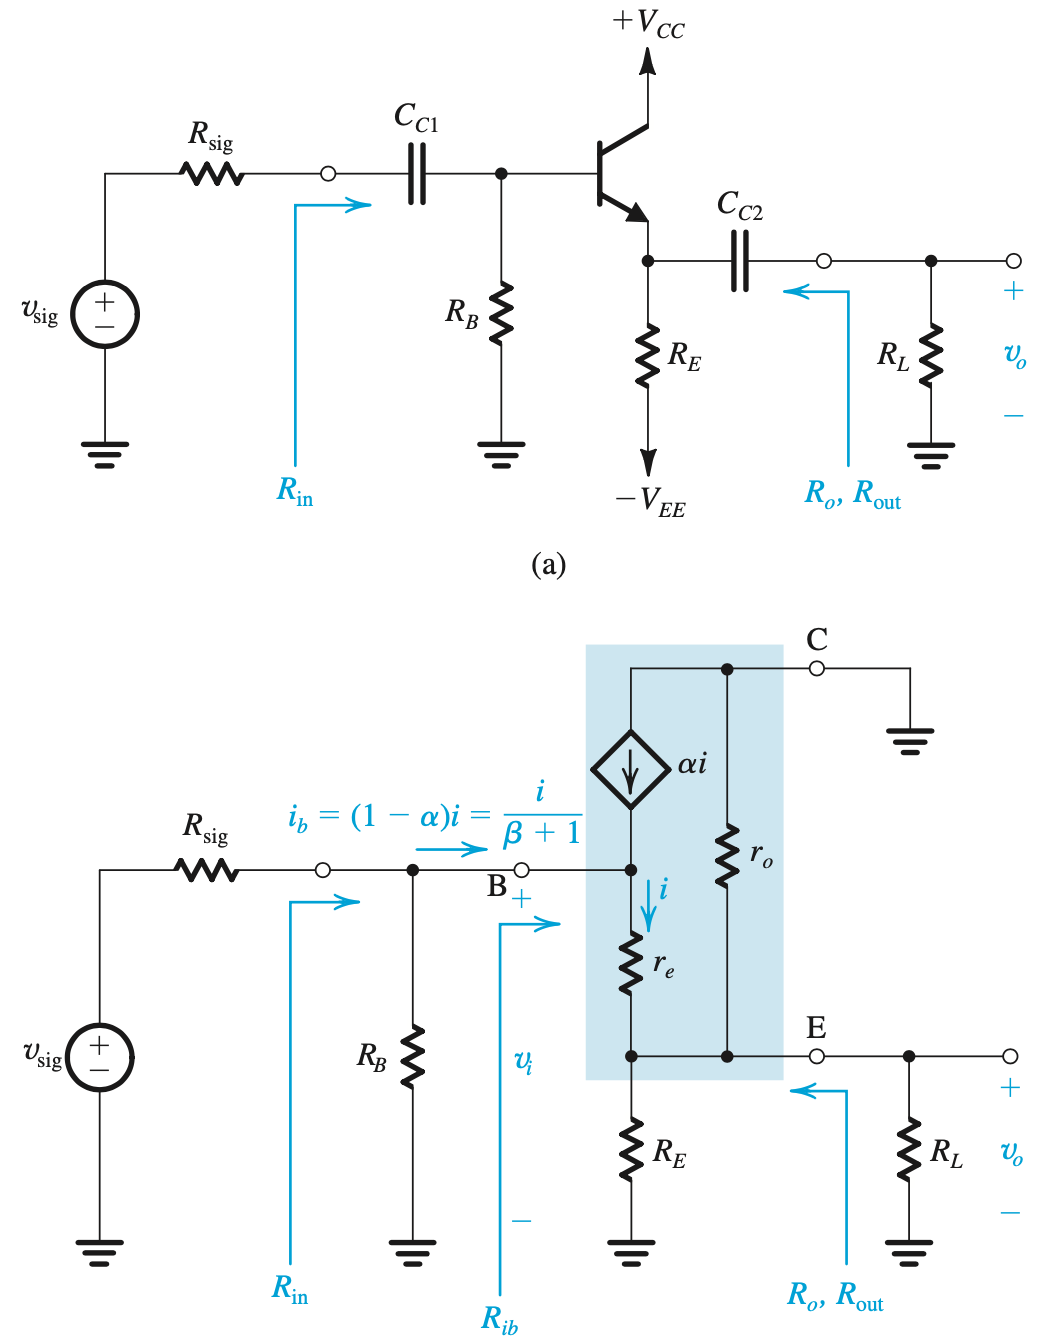 +V_CC
C_C1
R_sig
C_C2
v_sig
+
−
R_B
R_E
R_L
+
v_o
−
R_in
−V_EE
R_o, R_out
(a)
C
αi
i_b = (1 − α)i = i / (β + 1)
R_sig
r_o
B
+
i
r_e
E
v_sig
+
−
R_B
v_i
−
R_E
R_L
+
v_o
−
R_in
R_ib
R_o, R_out